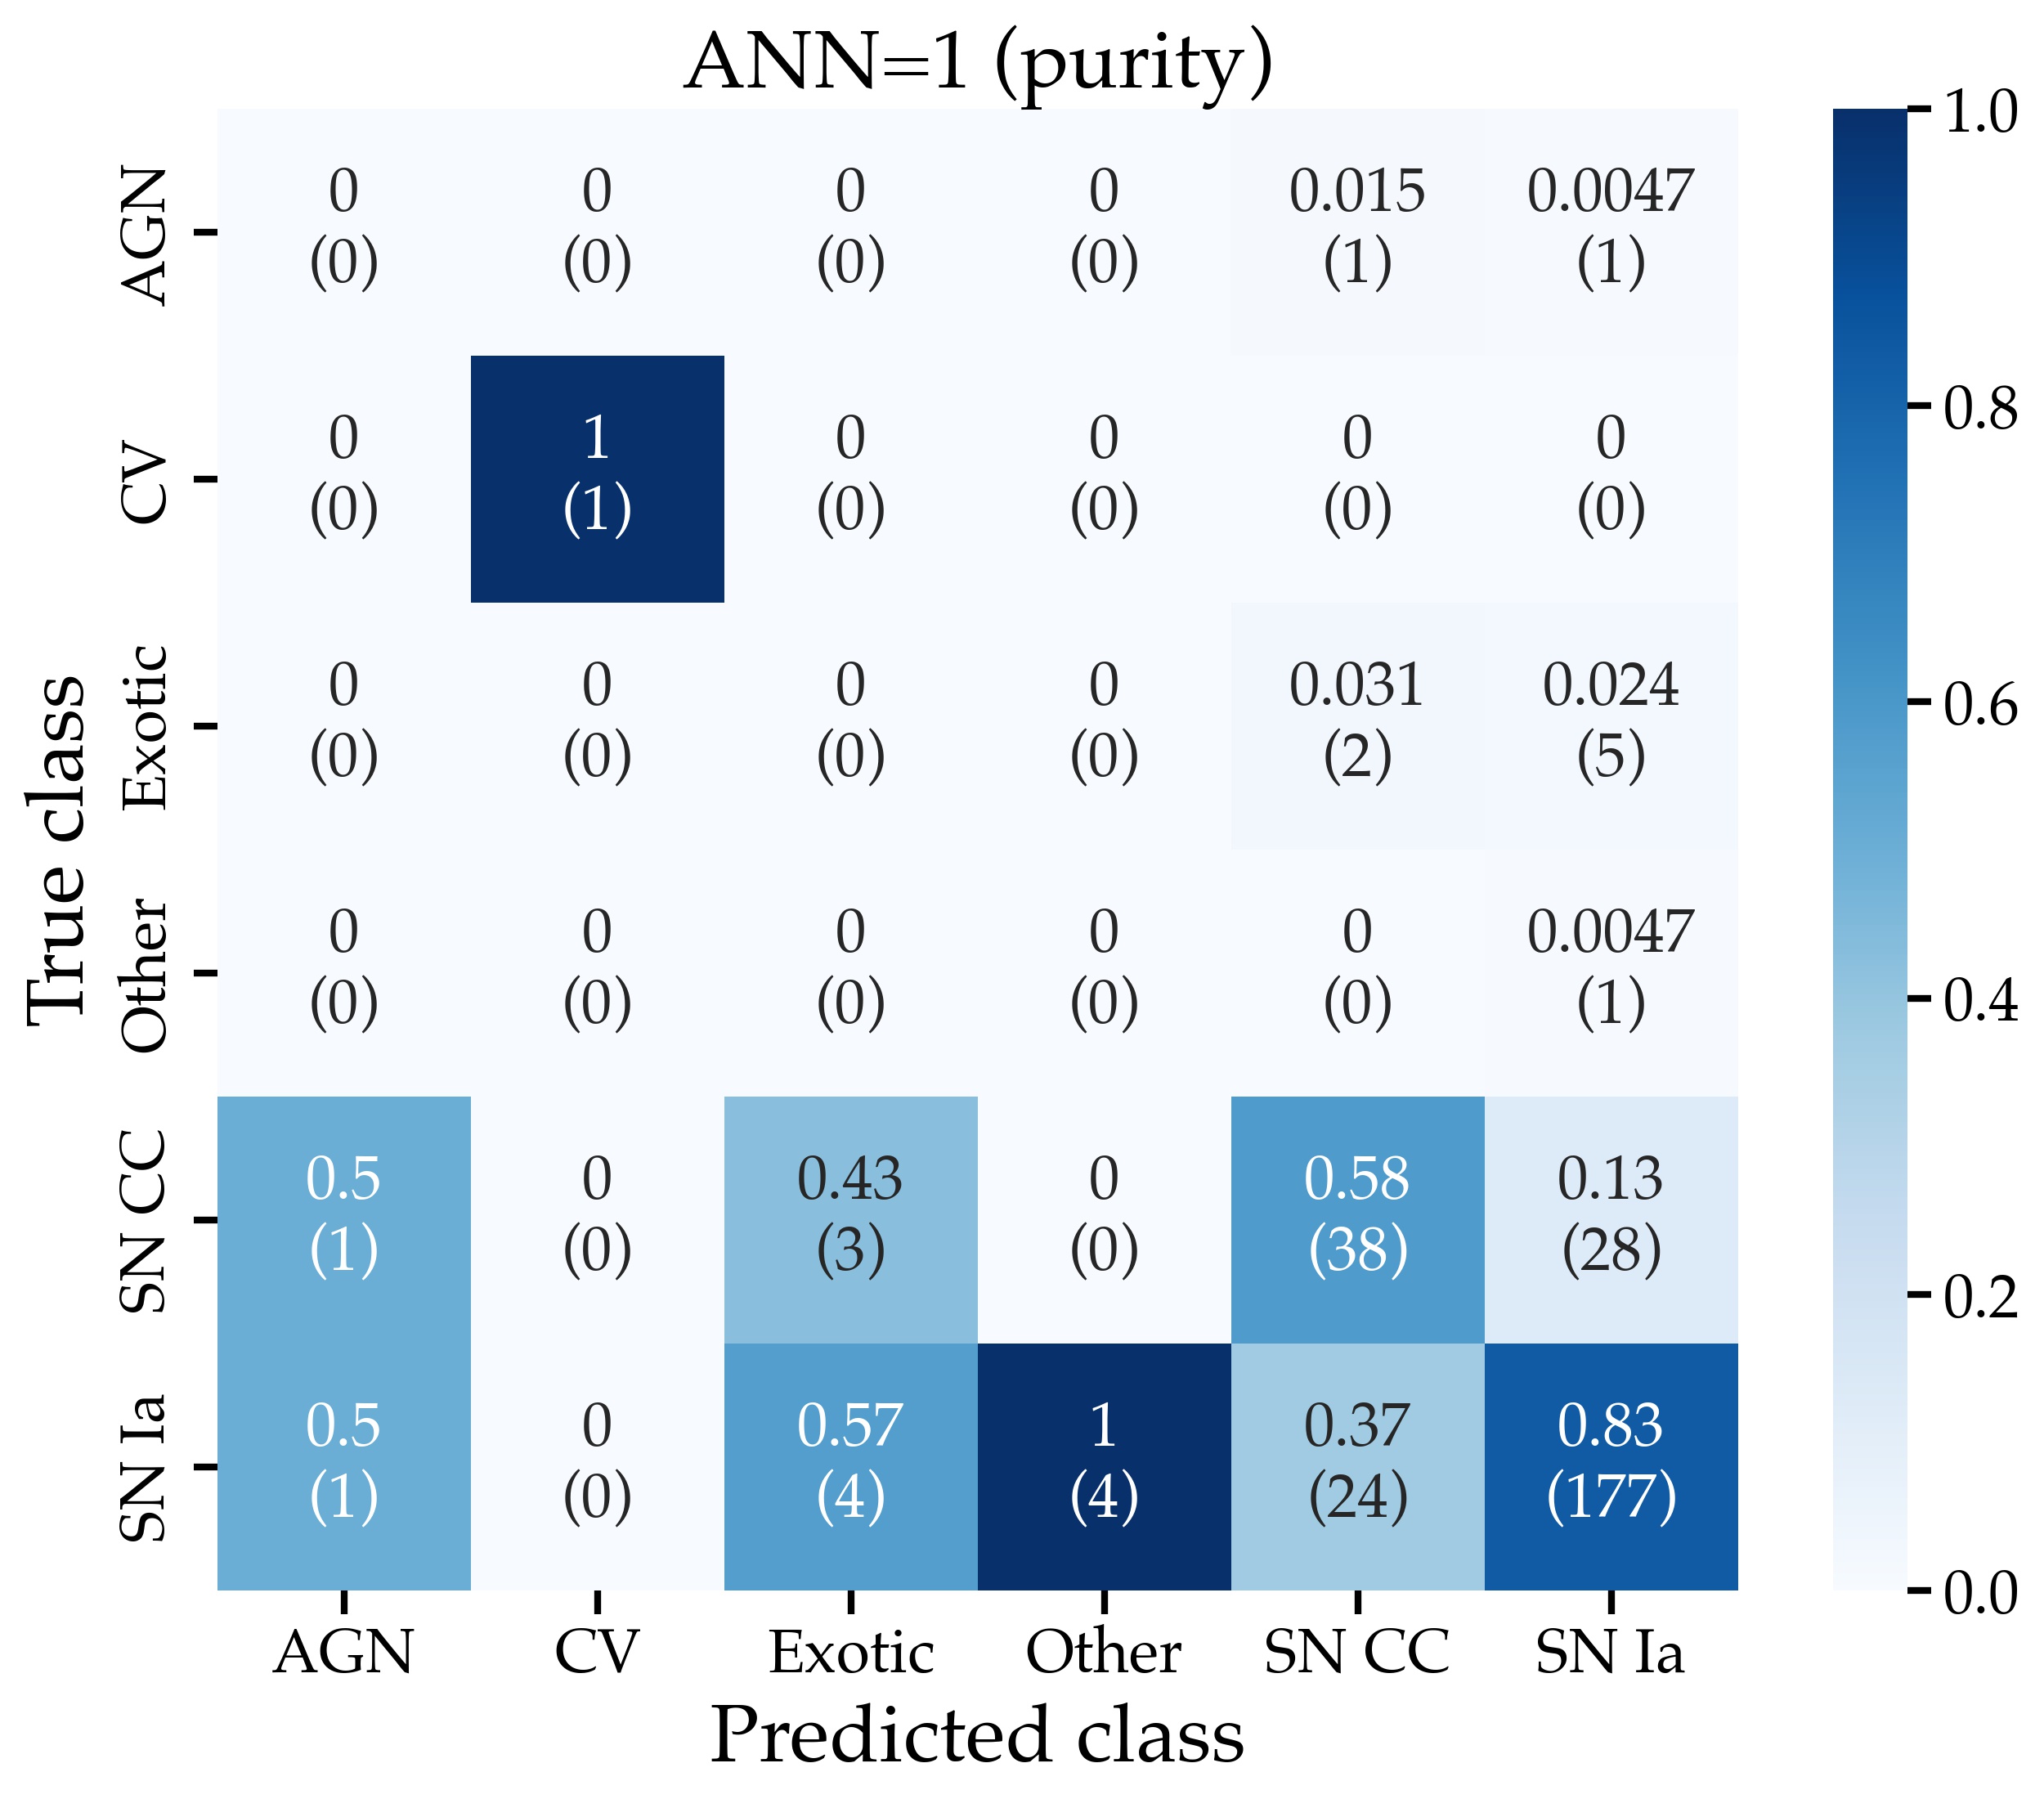 ANN=1 (purity)
True class
AGN
0 0 0 0 0.015 0.0047
(0) (0) (0) (0) (1) (1)
CV
0 1 0 0 0 0
(0) (1) (0) (0) (0) (0)
Exotic
0 0 0 0 0.031 0.024
(0) (0) (0) (0) (2) (5)
Other
0 0 0 0 0 0.0047
(0) (0) (0) (0) (0) (1)
SN CC
0.5 0 0.43 0 0.58 0.13
(1) (0) (3) (0) (38) (28)
SN Ia
0.5 0 0.57 1 0.37 0.83
(1) (0) (4) (4) (24) (177)
AGN CV Exotic Other SN CC SN Ia
Predicted class
1.0
0.8
0.6
0.4
0.2
0.0